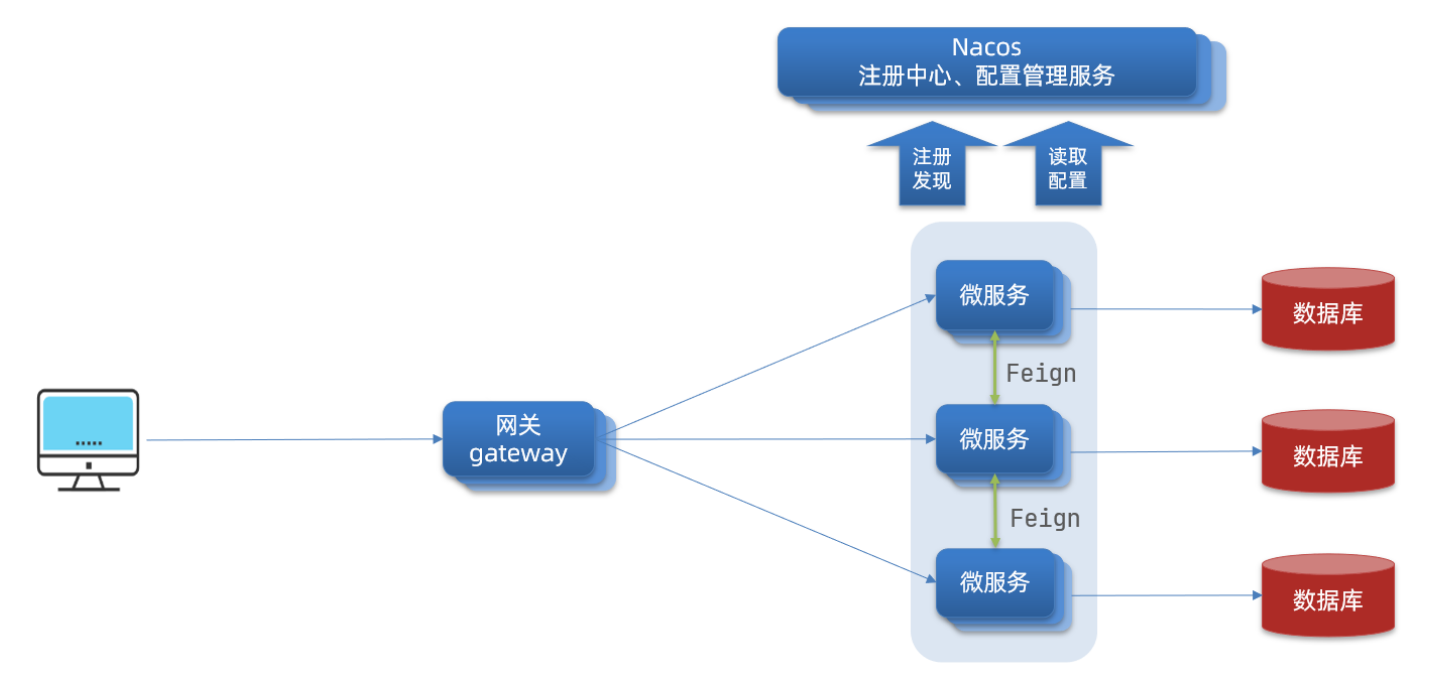 Nacos
注册中心、配置管理服务
注册
发现
读取
配置
微服务
数据库
Feign
网关
gateway
微服务
数据库
Feign
微服务
数据库